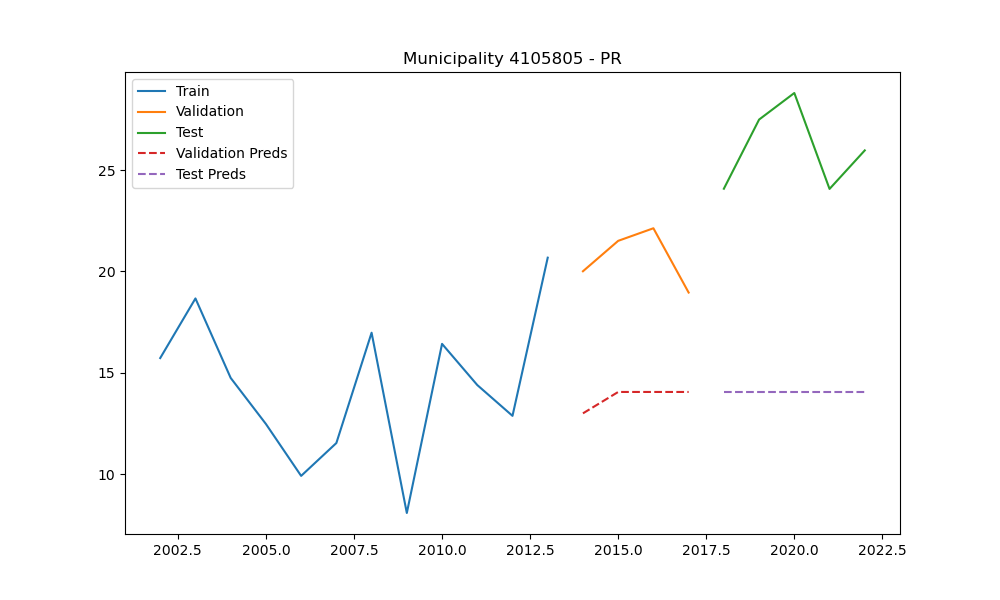 Municipality 4105805 - PR
Train
Validation
Test
Validation Preds
Test Preds
25
20
15
10
2002.5 2005.0 2007.5 2010.0 2012.5 2015.0 2017.5 2020.0 2022.5